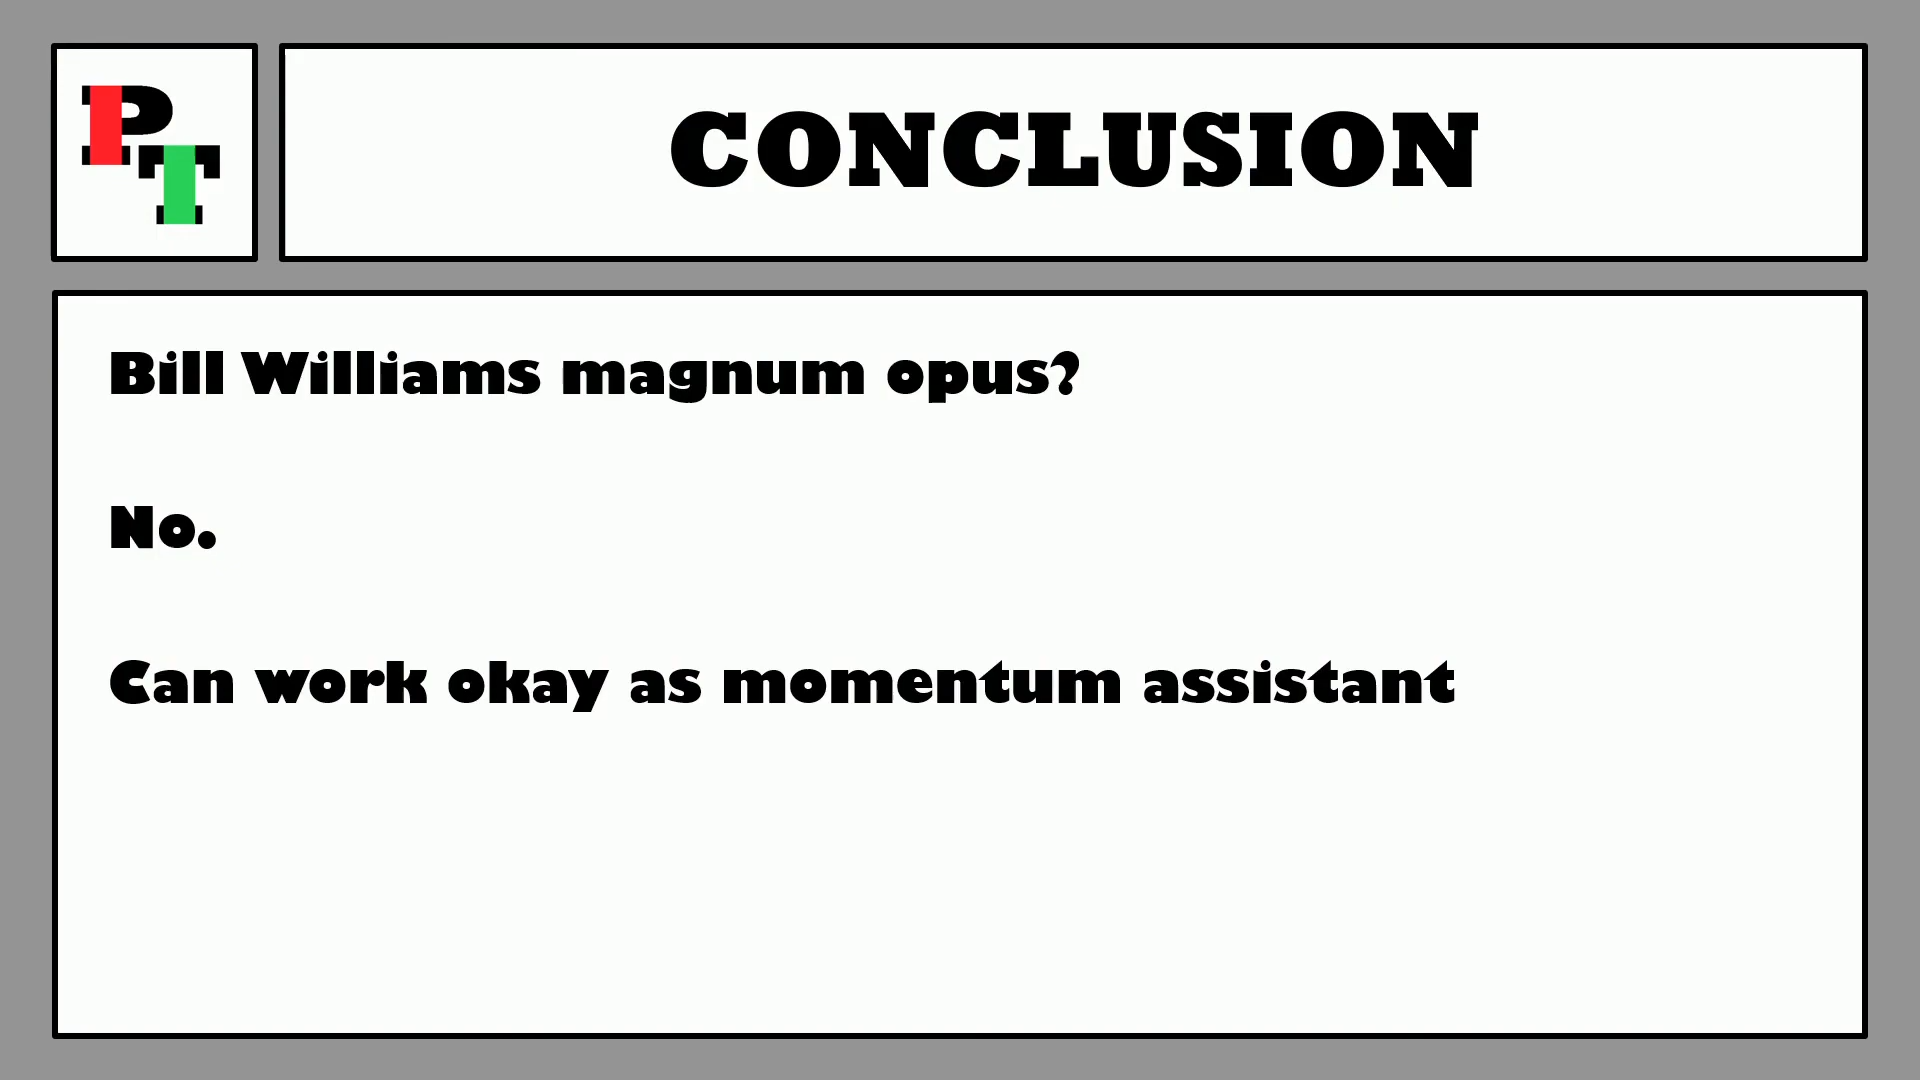 PT
CONCLUSION
Bill Williams magnum opus?
No.
Can work okay as momentum assistant